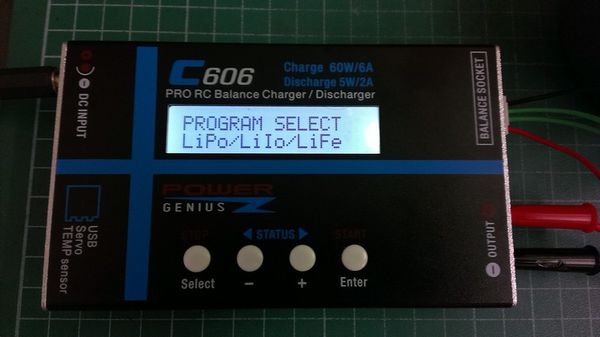 C606
Charge 60W/6A
Discharge 5W/2A
PRO RC Balance Charger / Discharger
DC INPUT
BALANCE SOCKET
PROGRAM SELECT
LiPo/LiIo/LiFe
POWER
GENIUS
USB
Servo
TEMP sensor
STOP
◀ STATUS ▶
START
OUTPUT
Select
−
+
Enter